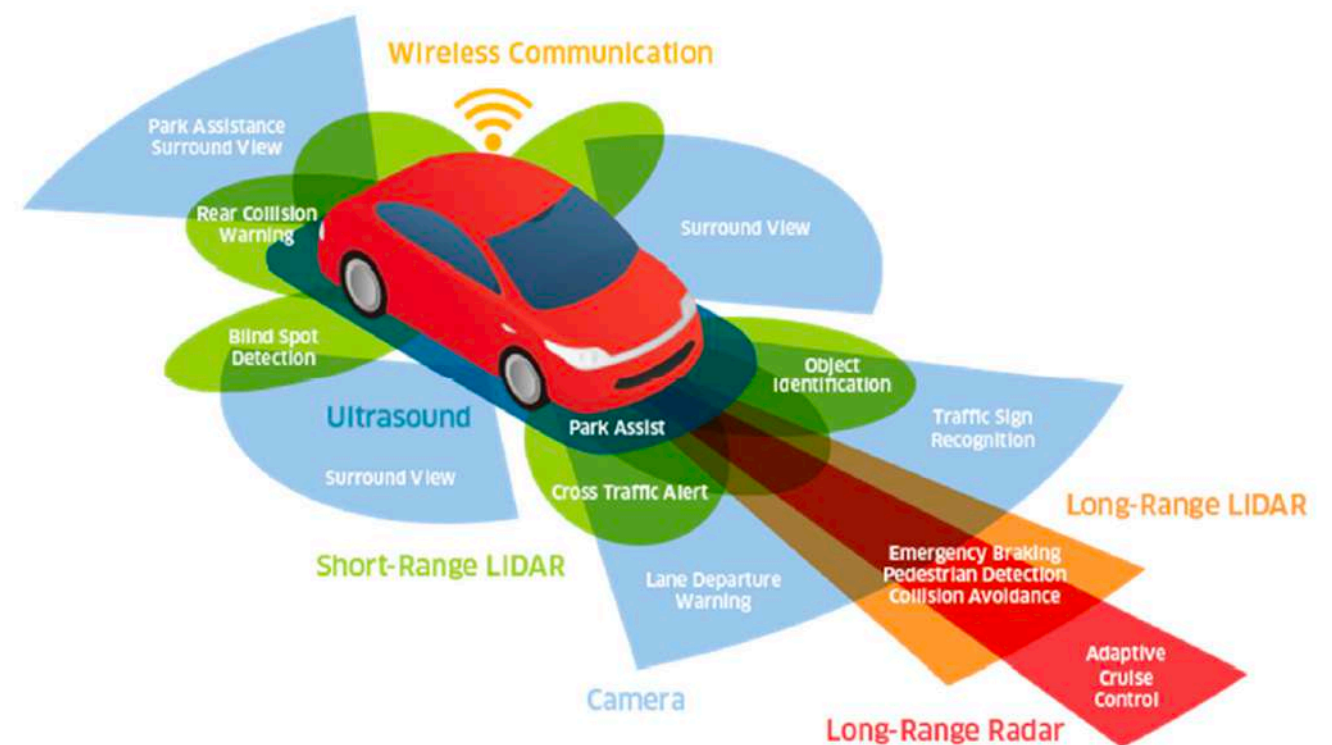 Wireless Communication
Park Assistance
Surround View
Rear Collision
Warning
Surround View
Blind Spot
Detection
Object
Identification
Ultrasound
Park Assist
Traffic Sign
Recognition
Surround View
Cross Traffic Alert
Long-Range LIDAR
Short-Range LIDAR
Emergency Braking
Pedestrian Detection
Collision Avoidance
Lane Departure
Warning
Adaptive
Cruise
Control
Camera
Long-Range Radar